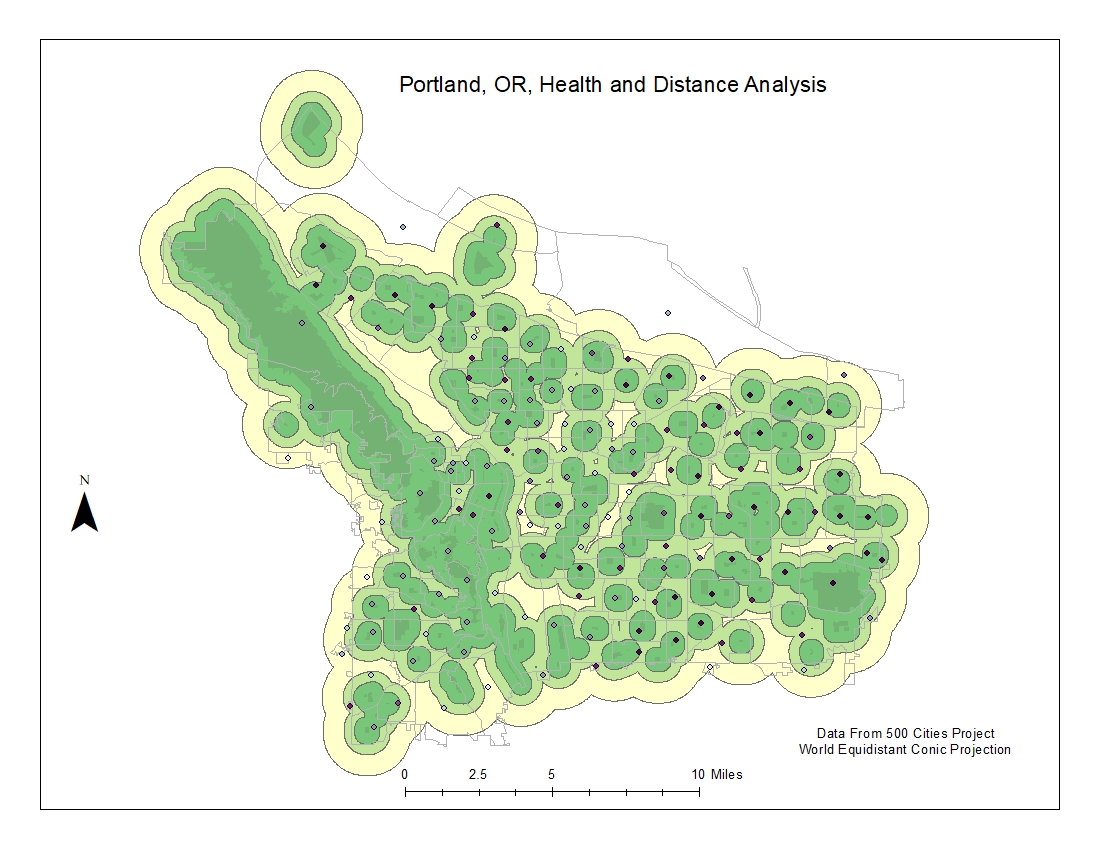 Portland, OR, Health and Distance Analysis
N
Data From 500 Cities Project
World Equidistant Conic Projection
0 2.5 5 10 Miles